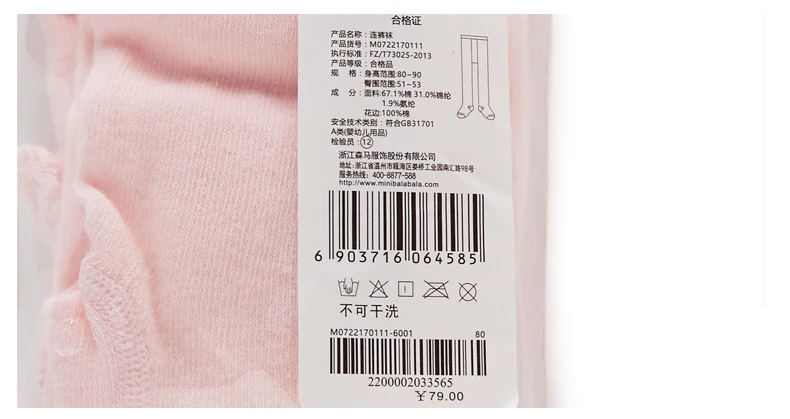 合格证
产品名称：连裤袜
产品货号：M0722170111
执行标准：FZ/T73025-2013
产品等级：合格品
规 格：身高范围:80~90
臀围范围:51~53
成 分：面料:67.1%棉 31.0%锦纶
1.9%氨纶
花边:100%棉
安全技术类别：符合GB31701
A类(婴幼儿用品)
检验员：12
浙江森马服饰股份有限公司
地址:浙江省温州市瓯海区娄桥工业园南汇路98号
服务热线：400-8877-588
http://www.minibalabala.com
6 903716 064585
不可干洗
M0722170111-6001 80
2200002033565
￥79.00